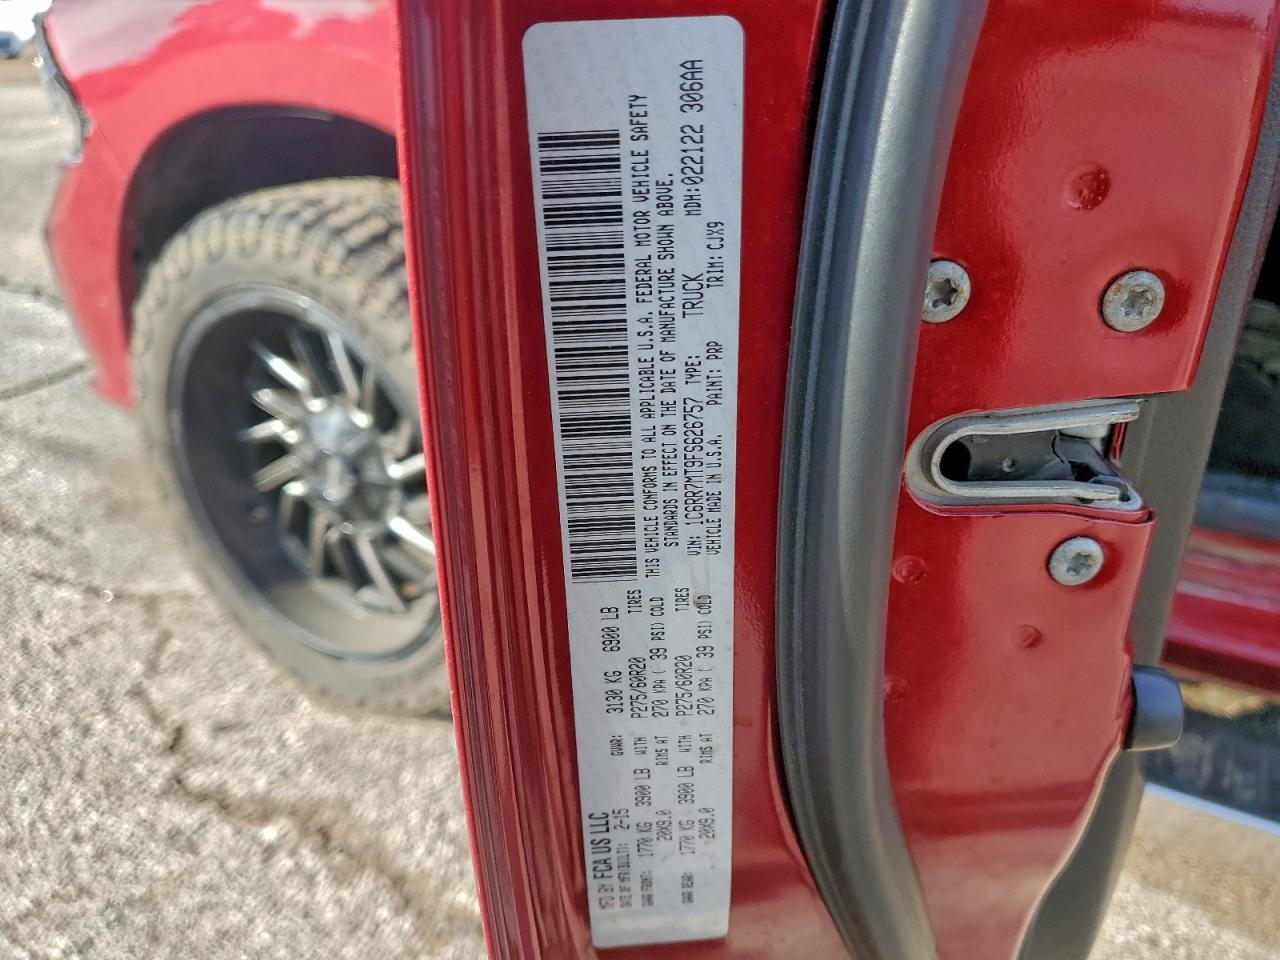 MFD BY FCA US LLC
DATE OF MFR(BUILT): 2-15 GVWR: 3130 KG 6900 LB
GAWR FRONT: 1770 KG 3900 LB WITH P275/60R20 TIRES
20X9.0 RIMS AT 270 KPA ( 39 PSI) COLD
GAWR REAR: 1770 KG 3900 LB WITH P275/60R20 TIRES
20X9.0 RIMS AT 270 KPA ( 39 PSI) COLD
THIS VEHICLE CONFORMS TO ALL APPLICABLE U.S.A. FEDERAL MOTOR VEHICLE SAFETY
STANDARDS IN EFFECT ON THE DATE OF MANUFACTURE SHOWN ABOVE.
VIN: 1C6RR7MT9FS626757 TYPE: TRUCK MDH:022122 306AA
VEHICLE MADE IN U.S.A. PAINT: PRP TRIM: CJX9